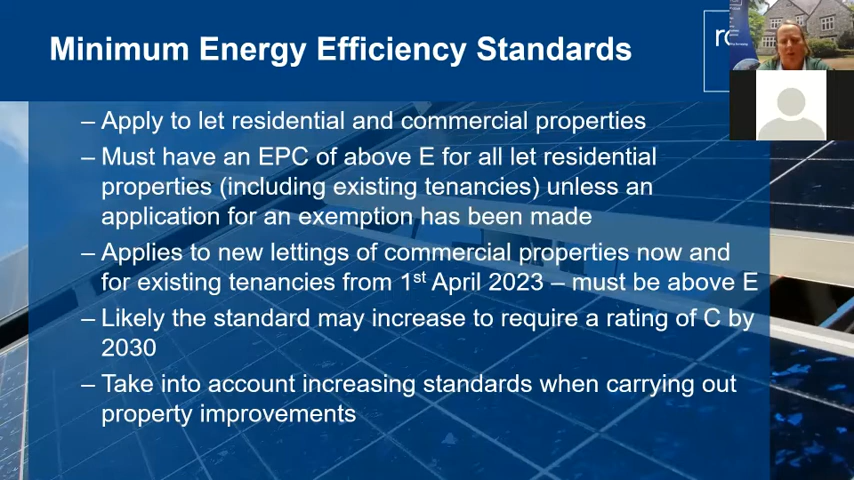 Minimum Energy Efficiency Standards
– Apply to let residential and commercial properties
– Must have an EPC of above E for all let residential
properties (including existing tenancies) unless an
application for an exemption has been made
– Applies to new lettings of commercial properties now and
for existing tenancies from 1st April 2023 – must be above E
– Likely the standard may increase to require a rating of C by
2030
– Take into account increasing standards when carrying out
property improvements